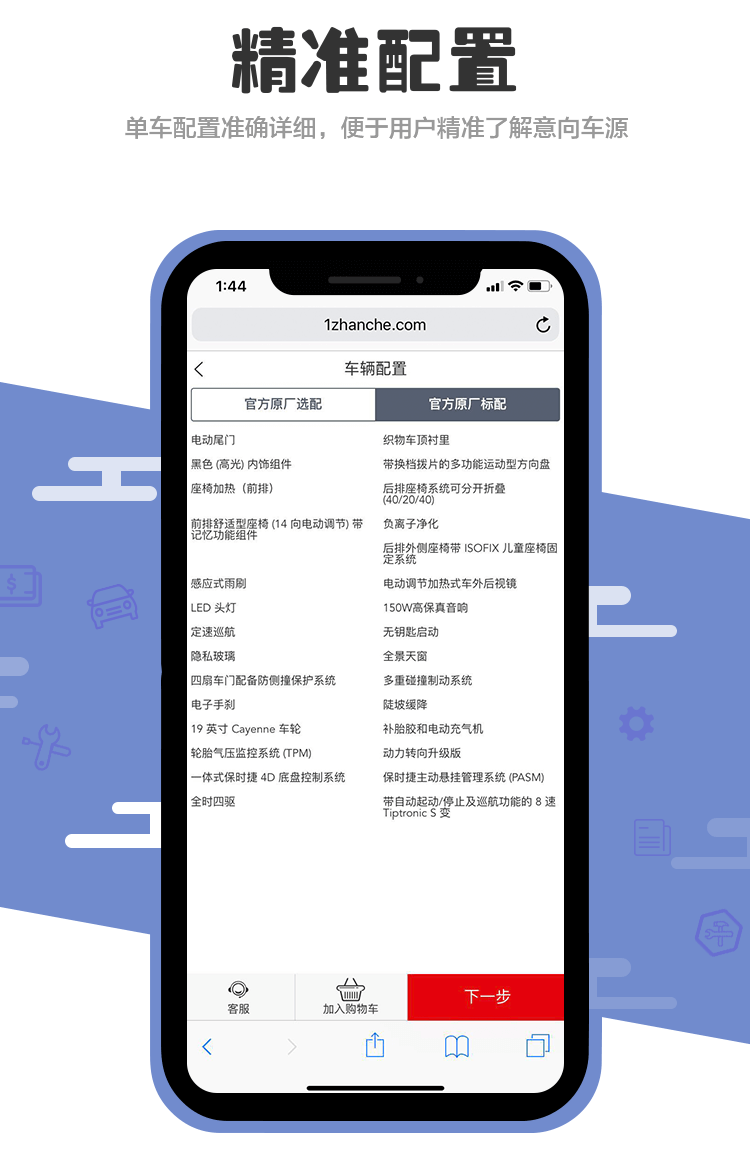 精准配置
单车配置准确详细，便于用户精准了解意向车源
1:44
1zhanche.com
车辆配置
官方原厂选配 官方原厂标配
电动尾门 织物车顶衬里
黑色 (高光) 内饰组件 带换档拨片的多功能运动型方向盘
座椅加热（前排） 后排座椅系统可分开折叠
(40/20/40)
前排舒适型座椅 (14 向电动调节) 带 负离子净化
记忆功能组件
后排外侧座椅带 ISOFIX 儿童座椅固
定系统
感应式雨刷 电动调节加热式车外后视镜
LED 头灯 150W高保真音响
定速巡航 无钥匙启动
隐私玻璃 全景天窗
四扇车门配备防侧撞保护系统 多重碰撞制动系统
电子手刹 陡坡缓降
19 英寸 Cayenne 车轮 补胎胶和电动充气机
轮胎气压监控系统 (TPM) 动力转向升级版
一体式保时捷 4D 底盘控制系统 保时捷主动悬挂管理系统 (PASM)
全时四驱 带自动起动/停止及巡航功能的 8 速
Tiptronic S 变
客服 加入购物车 下一步